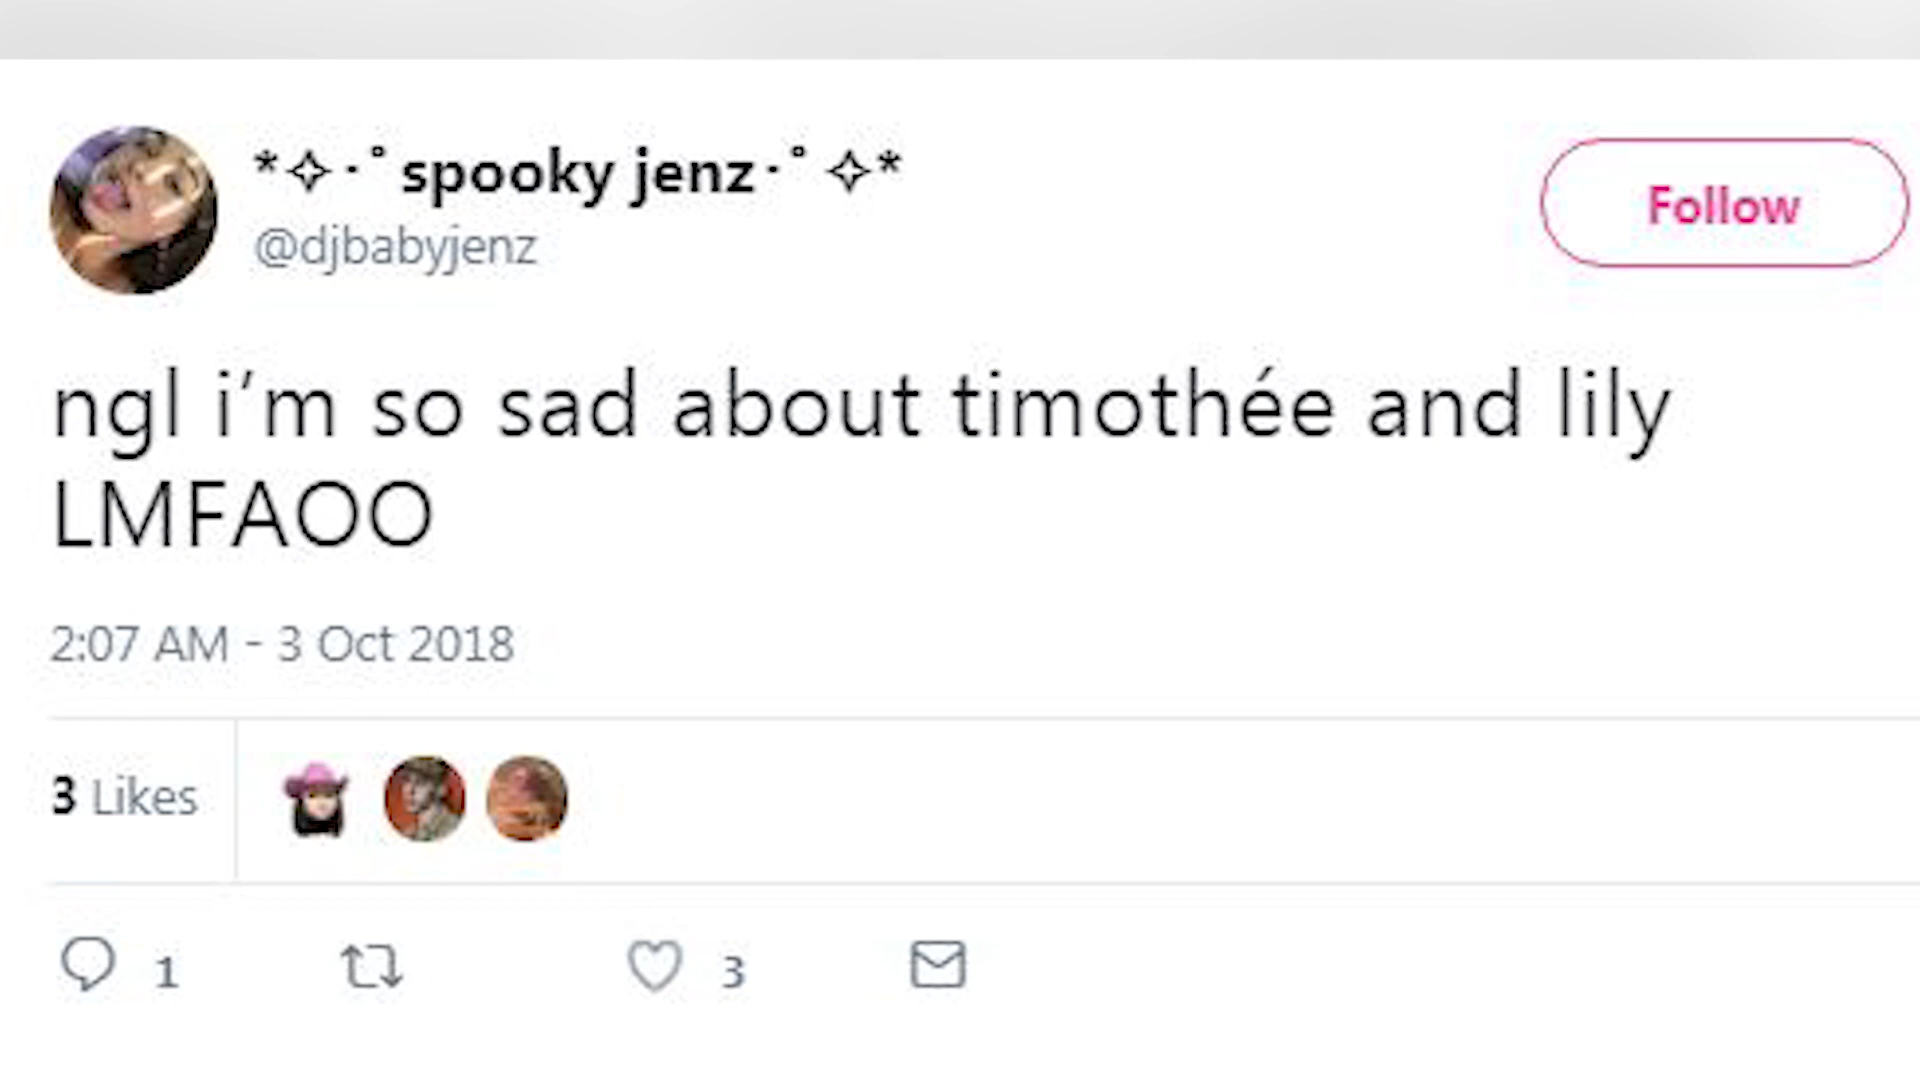 *✧･ﾟspooky jenz･ﾟ✧*
@djbabyjenz
Follow
ngl i’m so sad about timothée and lily
LMFAOO
2:07 AM - 3 Oct 2018
3 Likes
1 3